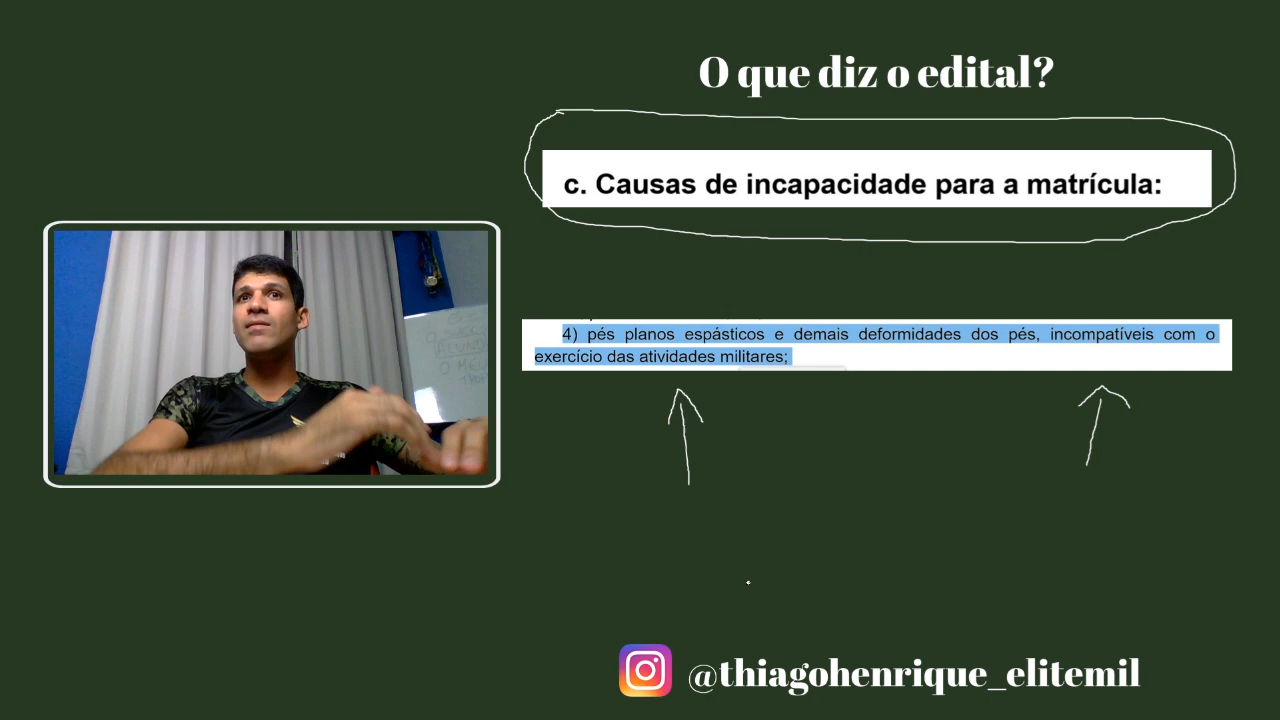 O que diz o edital?
c. Causas de incapacidade para a matrícula:
4) pés planos espásticos e demais deformidades dos pés, incompatíveis com o
exercício das atividades militares;
@thiagohenrique_elitemil